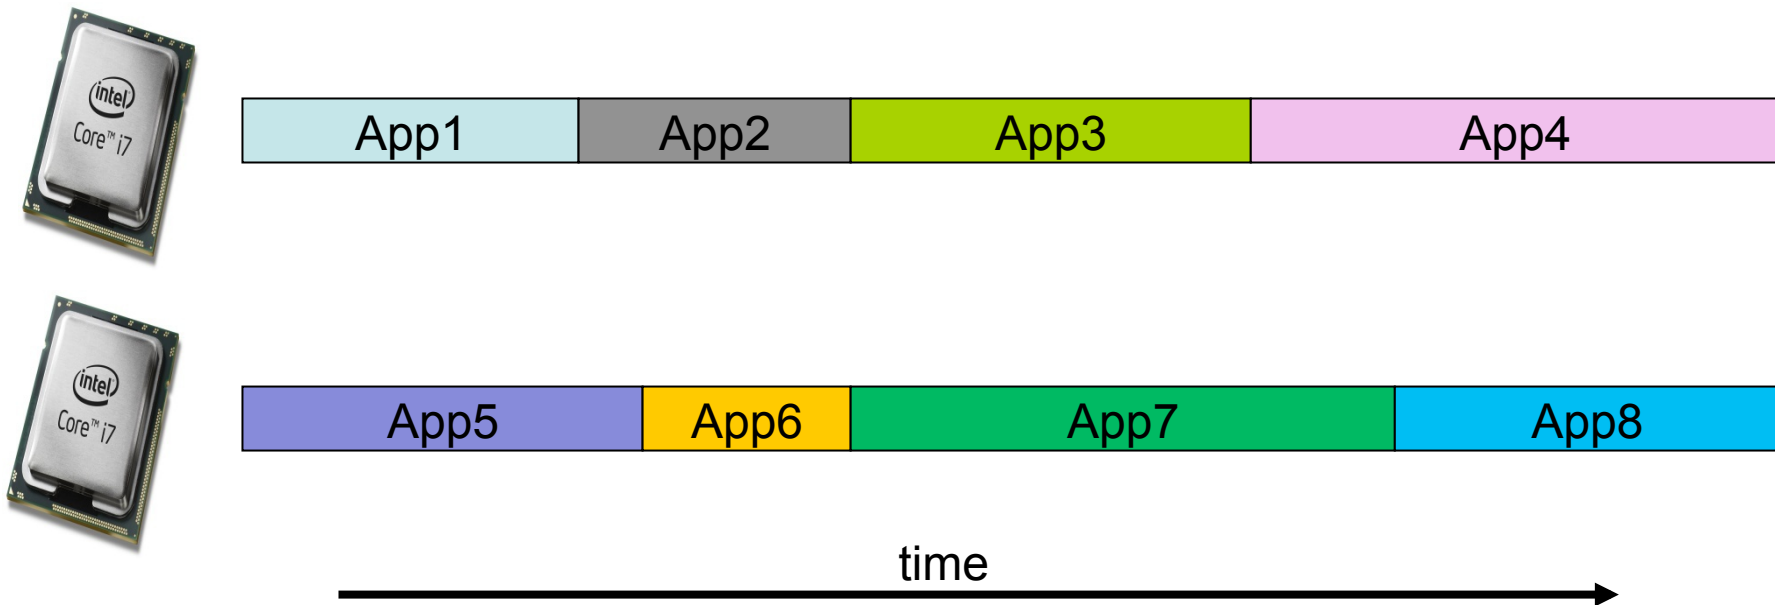 intel
Core™ i7
App1 App2 App3 App4
intel
Core™ i7
App5 App6 App7 App8
time